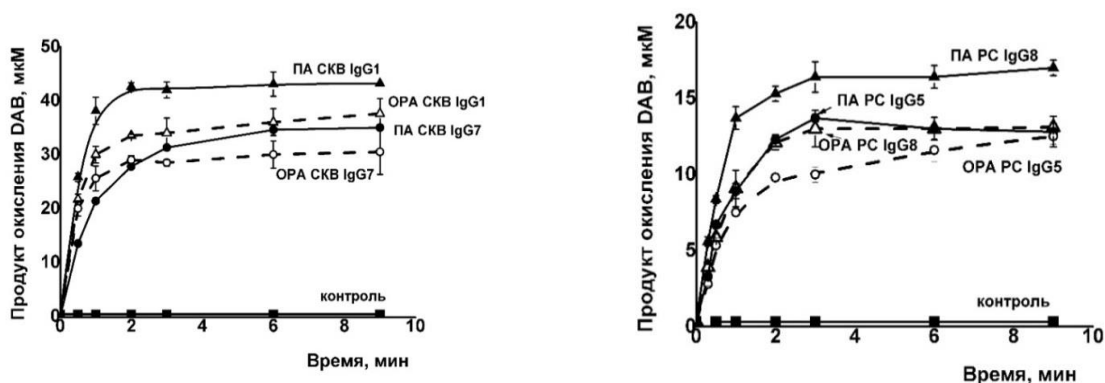 Продукт окисления DAB, мкМ
50
40
30
20
10
0
ПА СКВ IgG1
ОРА СКВ IgG1
ПА СКВ IgG7
ОРА СКВ IgG7
контроль
0 2 4 6 8 10
Время, мин
Продукт окисления DAB, мкМ
20
15
10
5
0
ПА РС IgG8
ПА РС IgG5
ОРА РС IgG8
ОРА РС IgG5
контроль
0 2 4 6 8 10
Время, мин